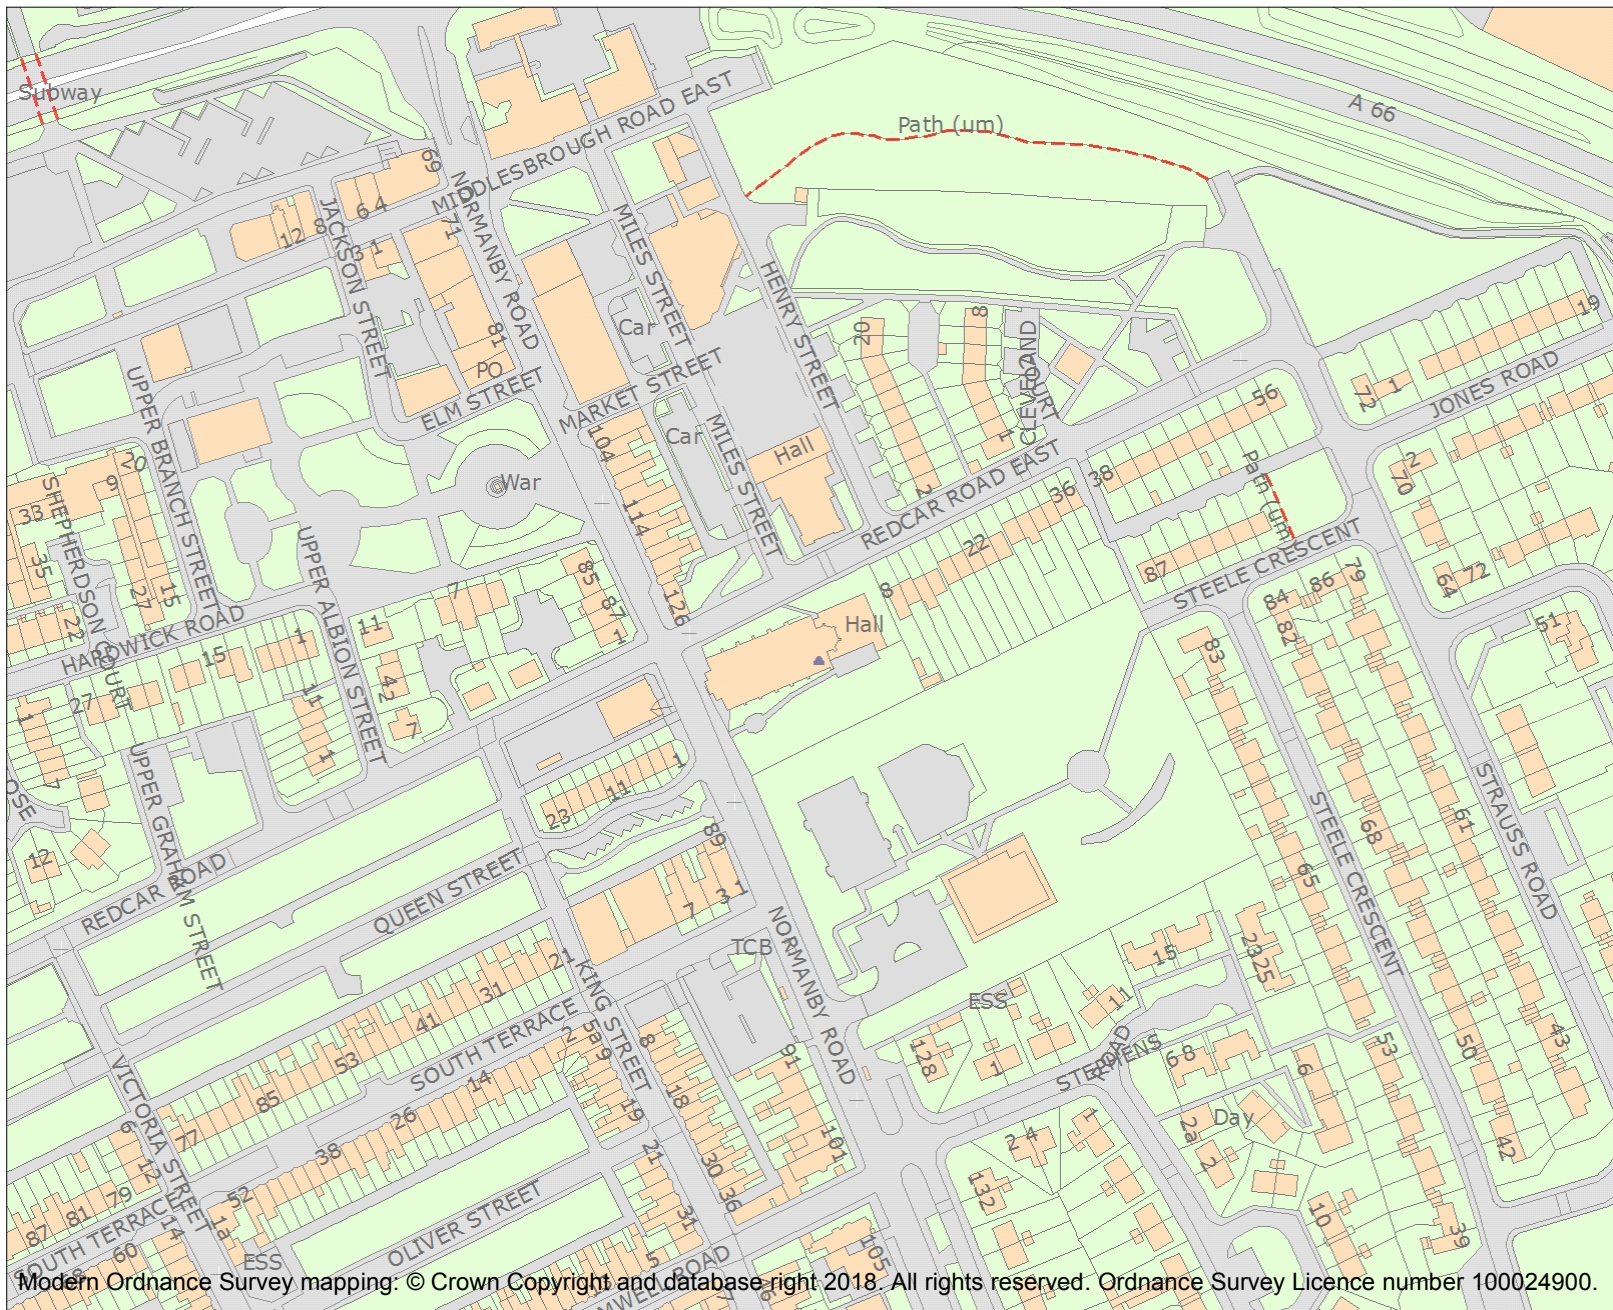 Subway
A 66
Path (um)
MIDDLESBROUGH ROAD EAST
69
6 4
12
8
3 1
71
JACKSON STREET
NORMANBY ROAD
MILES STREET
HENRY STREET
81
PO
ELM STREET
MARKET STREET
Car
20
8
CLEVELAND
COURT
1
2
19
JONES ROAD
72
1
56
UPPER BRANCH STREET
104
Car
MILES STREET
Hall
War
114
REDCAR ROAD EAST
36
38
Path (um)
2
70
20
9
33
35
SHEPHERDSON COURT
27
15
22
HARDWICK ROAD
UPPER ALBION STREET
7
85
87
1
126
8
22
Hall
87
STEELE CRESCENT
84
86
79
82
83
64
72
51
11
42
7
1
15
27
11
1
1
7
OSE
12
UPPER GRAHAM STREET
REDCAR ROAD
23
11
1
89
QUEEN STREET
7
3 1
TCB
NORMANBY ROAD
68
61
65
STEELE CRESCENT
STRAUSS ROAD
15
23
25
11
ESS
128
1
STEPHENS
ROAD
6 8
6
53
50
43
42
39
21
31
41
53
85
77
SOUTH TERRACE
KING STREET
2
5a
9
19
8
18
91
101
14
26
38
52
VICTORIA STREET
6
12
79
81
87
SOUTH TERRACE
14
1a
60
ESS
OLIVER STREET
21
31
30
36
5
105
132
2 4
1
2a
2
Day
10
Modern Ordnance Survey mapping: © Crown Copyright and database right 2018. All rights reserved. Ordnance Survey Licence number 100024900.